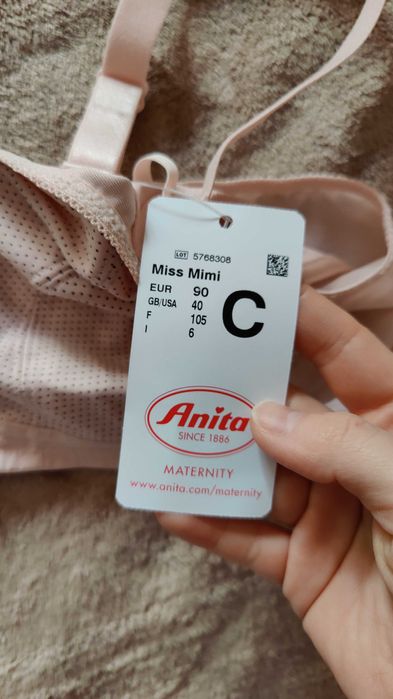 LOT 5768308
Miss Mimi
EUR 90
GB/USA 40
F 105
I 6
C
Anita
SINCE 1886
MATERNITY
www.anita.com/maternity